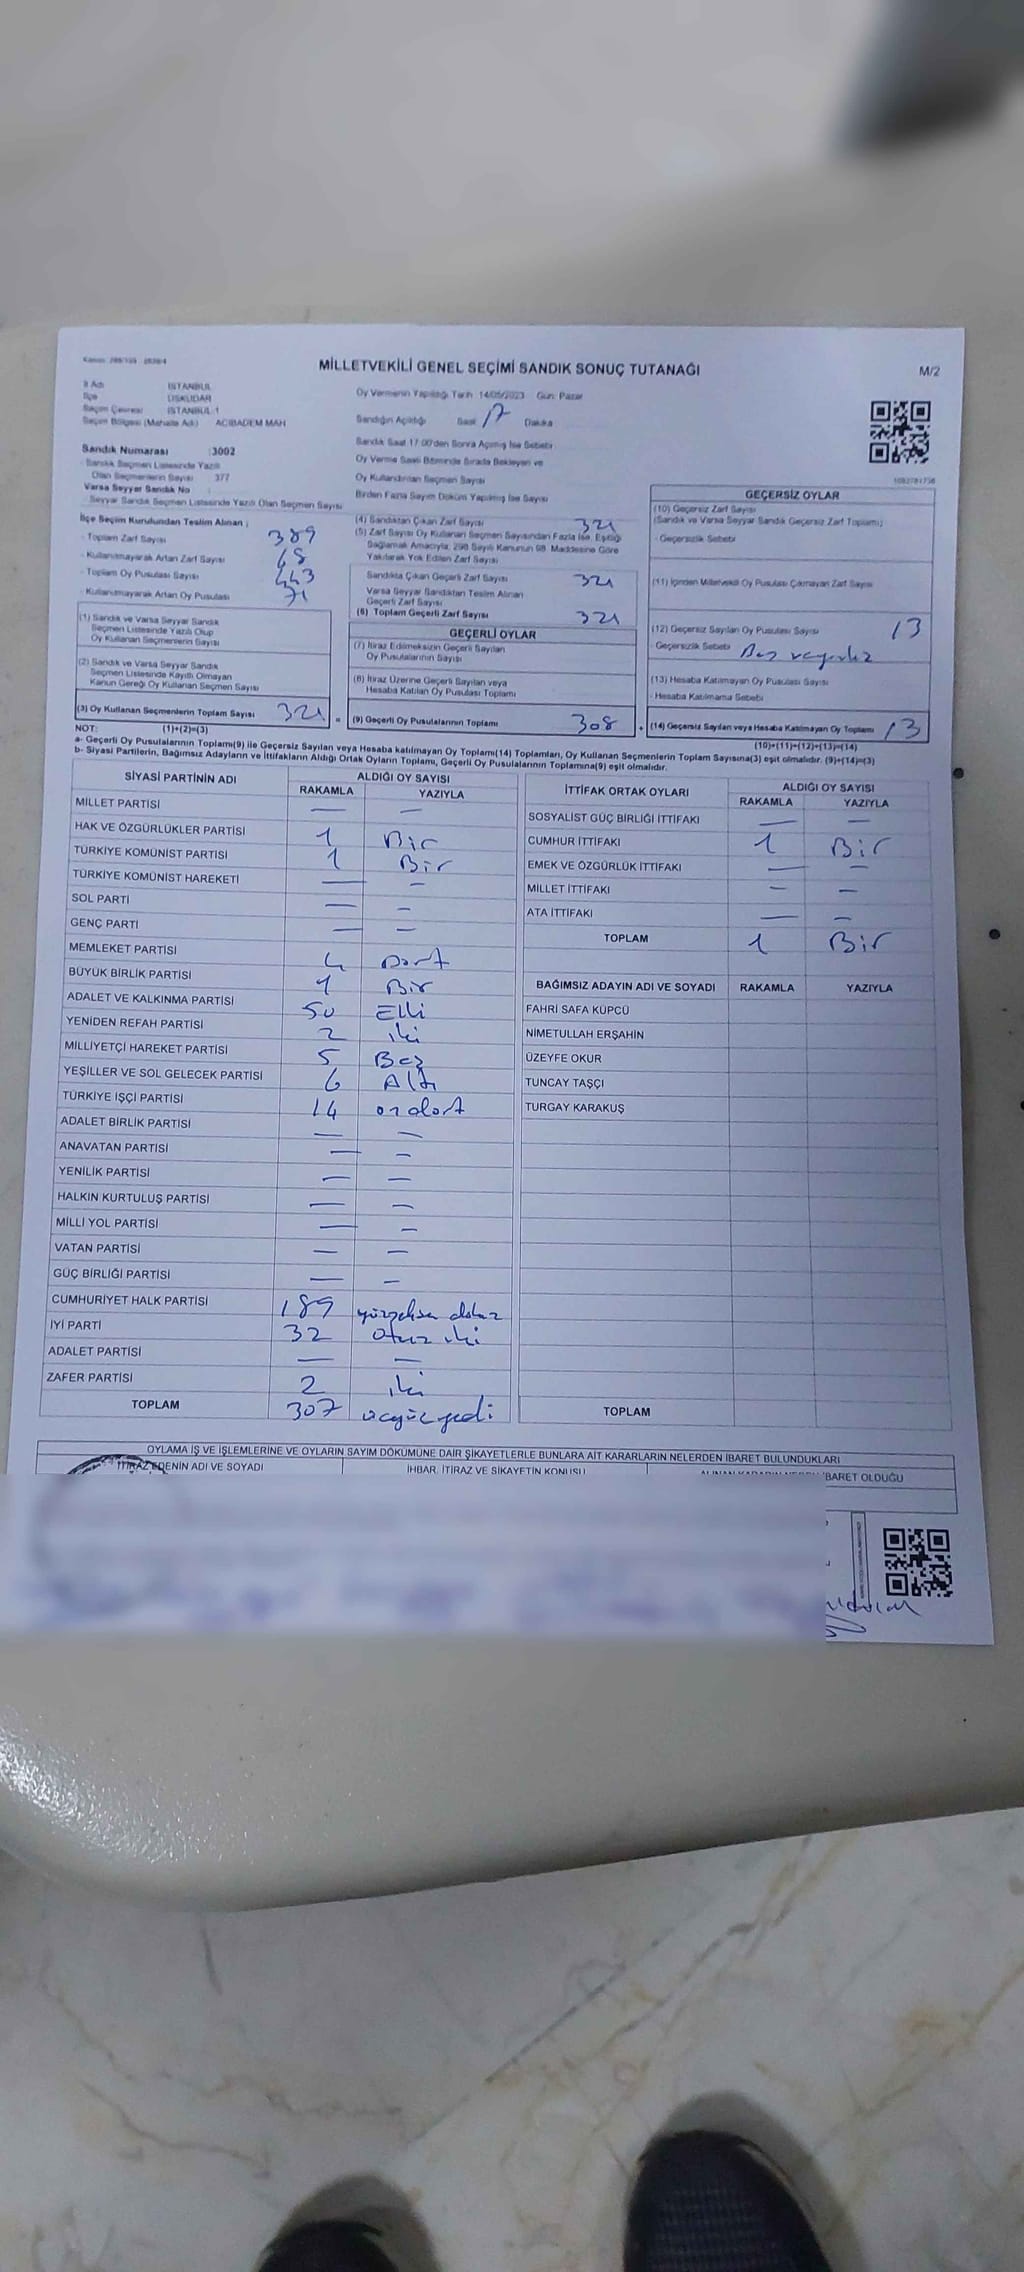 MİLLETVEKİLİ GENEL SEÇİMİ SANDIK SONUÇ TUTANAĞI
M/2
İl Adı İSTANBUL
İlçe ÜSKÜDAR
Seçim Çevresi İSTANBUL 1
Seçim Bölgesi (Mahalle Adı) ACIBADEM MAH
Sandık Numarası :3002
Sandık Seçmen Listesinde Yazılı
Olan Seçmenlerin Sayısı 377
Varsa Seyyar Sandık No
Seyyar Sandık Seçmen Listesinde Yazılı Olan Seçmen Sayısı
Oy Vermenin Yapıldığı Tarih 14/05/2023 Gün: Pazar
Sandığın Açıldığı Saat 17 Dakika
Sandık Saat 17:00'den Sonra Açılmış İse Sebebi
Oy Verme Saati Bitiminde Sırada Bekleyen ve
Oy Kullandırılan Seçmen Sayısı
Birden Fazla Sayım Döküm Yapılmış İse Sayısı
İlçe Seçim Kurulundan Teslim Alınan ;
- Toplam Zarf Sayısı 389
- Kullanılmayarak Artan Zarf Sayısı 68
- Toplam Oy Pusulası Sayısı 443
- Kullanılmayarak Artan Oy Pusulası 71
(1) Sandık ve Varsa Seyyar Sandık
Seçmen Listesinde Yazılı Olup
Oy Kullanan Seçmenlerin Sayısı
(2) Sandık ve Varsa Seyyar Sandık
Seçmen Listesinde Kayıtlı Olmayan
Kanun Gereği Oy Kullanan Seçmen Sayısı
(3) Oy Kullanan Seçmenlerin Toplam Sayısı 321 =
(4) Sandıktan Çıkan Zarf Sayısı 321
(5) Zarf Sayısı Oy Kullanan Seçmen Sayısından Fazla İse, Eşitliği
Sağlamak Amacıyla, 298 Sayılı Kanunun 98. Maddesine Göre
Yakılarak Yok Edilen Zarf Sayısı
Sandıkta Çıkan Geçerli Zarf Sayısı 321
Varsa Seyyar Sandıktan Teslim Alınan
Geçerli Zarf Sayısı
(6) Toplam Geçerli Zarf Sayısı 321
GEÇERLİ OYLAR
(7) İtiraz Edilmeksizin Geçerli Sayılan
Oy Pusulalarının Sayısı
(8) İtiraz Üzerine Geçerli Sayılan veya
Hesaba Katılan Oy Pusulası Toplamı
(9) Geçerli Oy Pusulalarının Toplamı 308 +
GEÇERSİZ OYLAR
(10) Geçersiz Zarf Sayısı
(Sandık ve Varsa Seyyar Sandık Geçersiz Zarf Toplamı)
- Geçersizlik Sebebi
(11) İçinden Milletvekili Oy Pusulası Çıkmayan Zarf Sayısı
(12) Geçersiz Sayılan Oy Pusulası Sayısı 13
Geçersizlik Sebebi
(13) Hesaba Katılmayan Oy Pusulası Sayısı
- Hesaba Katılmama Sebebi
(14) Geçersiz Sayılan veya Hesaba Katılmayan Oy Toplamı 13
NOT: (1)+(2)=(3) (10)+(11)+(12)+(13)=(14)
a- Geçerli Oy Pusulalarının Toplamı(9) ile Geçersiz Sayılan veya Hesaba katılmayan Oy Toplamı(14) Toplamları, Oy Kullanan Seçmenlerin Toplam Sayısına(3) eşit olmalıdır. (9)+(14)=(3)
b- Siyasi Partilerin, Bağımsız Adayların ve İttifakların Aldığı Ortak Oyların Toplamı, Geçerli Oy Pusulalarının Toplamına(9) eşit olmalıdır.
SİYASİ PARTİNİN ADI ALDIĞI OY SAYISI
RAKAMLA YAZIYLA
MİLLET PARTİSİ — —
HAK VE ÖZGÜRLÜKLER PARTİSİ 1 Bir
TÜRKİYE KOMÜNİST PARTİSİ 1 Bir
TÜRKİYE KOMÜNİST HAREKETİ — —
SOL PARTİ — —
GENÇ PARTİ — —
MEMLEKET PARTİSİ 4 Dört
BÜYÜK BİRLİK PARTİSİ 1 Bir
ADALET VE KALKINMA PARTİSİ 50 Elli
YENİDEN REFAH PARTİSİ 2 iki
MİLLİYETÇİ HAREKET PARTİSİ 5 Beş
YEŞİLLER VE SOL GELECEK PARTİSİ 6 Altı
TÜRKİYE İŞÇİ PARTİSİ 14 ondört
ADALET BİRLİK PARTİSİ — —
ANAVATAN PARTİSİ — —
YENİLİK PARTİSİ — —
HALKIN KURTULUŞ PARTİSİ — —
MİLLİ YOL PARTİSİ — —
VATAN PARTİSİ — —
GÜÇ BİRLİĞİ PARTİSİ — —
CUMHURİYET HALK PARTİSİ 189 yüzseksen dokuz
İYİ PARTİ 32 otuz iki
ADALET PARTİSİ — —
ZAFER PARTİSİ 2 iki
TOPLAM 307 üçyüzyedi
İTTİFAK ORTAK OYLARI ALDIĞI OY SAYISI
RAKAMLA YAZIYLA
SOSYALİST GÜÇ BİRLİĞİ İTTİFAKI — —
CUMHUR İTTİFAKI 1 Bir
EMEK VE ÖZGÜRLÜK İTTİFAKI — —
MİLLET İTTİFAKI — —
ATA İTTİFAKI — —
TOPLAM 1 Bir
BAĞIMSIZ ADAYIN ADI VE SOYADI RAKAMLA YAZIYLA
FAHRİ SAFA KÜPCÜ
NİMETULLAH ERŞAHİN
ÜZEYFE OKUR
TUNCAY TAŞÇI
TURGAY KARAKUŞ
TOPLAM
OYLAMA İŞ VE İŞLEMLERİNE VE OYLARIN SAYIM DÖKÜMÜNE DAİR ŞİKAYETLERLE BUNLARA AİT KARARLARIN NELERDEN İBARET BULUNDUKLARI
İTİRAZ EDENİN ADI VE SOYADI İHBAR, İTİRAZ VE ŞİKAYETİN KONUSU ALINAN KARARIN NEDEN İBARET OLDUĞU